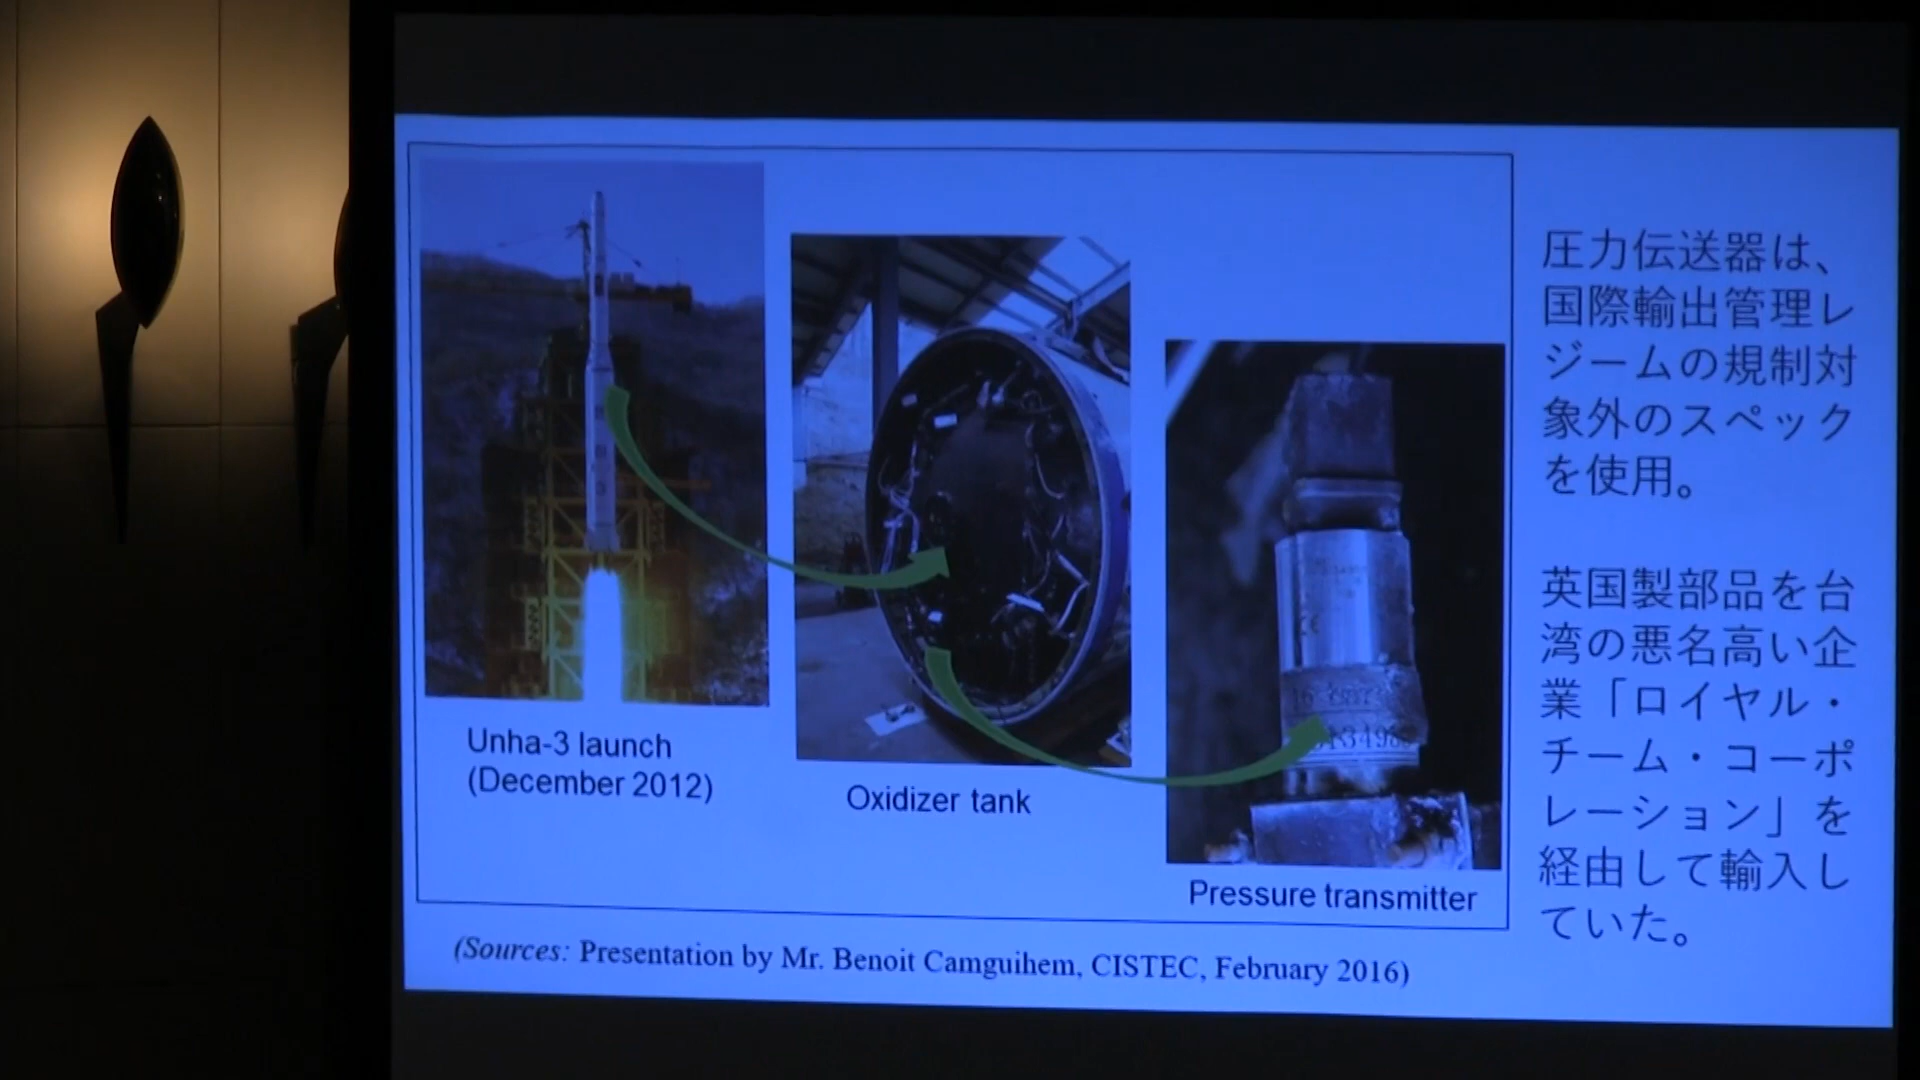 Unha-3 launch
(December 2012)
Oxidizer tank
Pressure transmitter
(Sources: Presentation by Mr. Benoit Camguihem, CISTEC, February 2016)
圧力伝送器は、
国際輸出管理レ
ジームの規制対
象外のスペック
を使用。
英国製部品を台
湾の悪名高い企
業「ロイヤル・
チーム・コーポ
レーション」を
経由して輸入し
ていた。